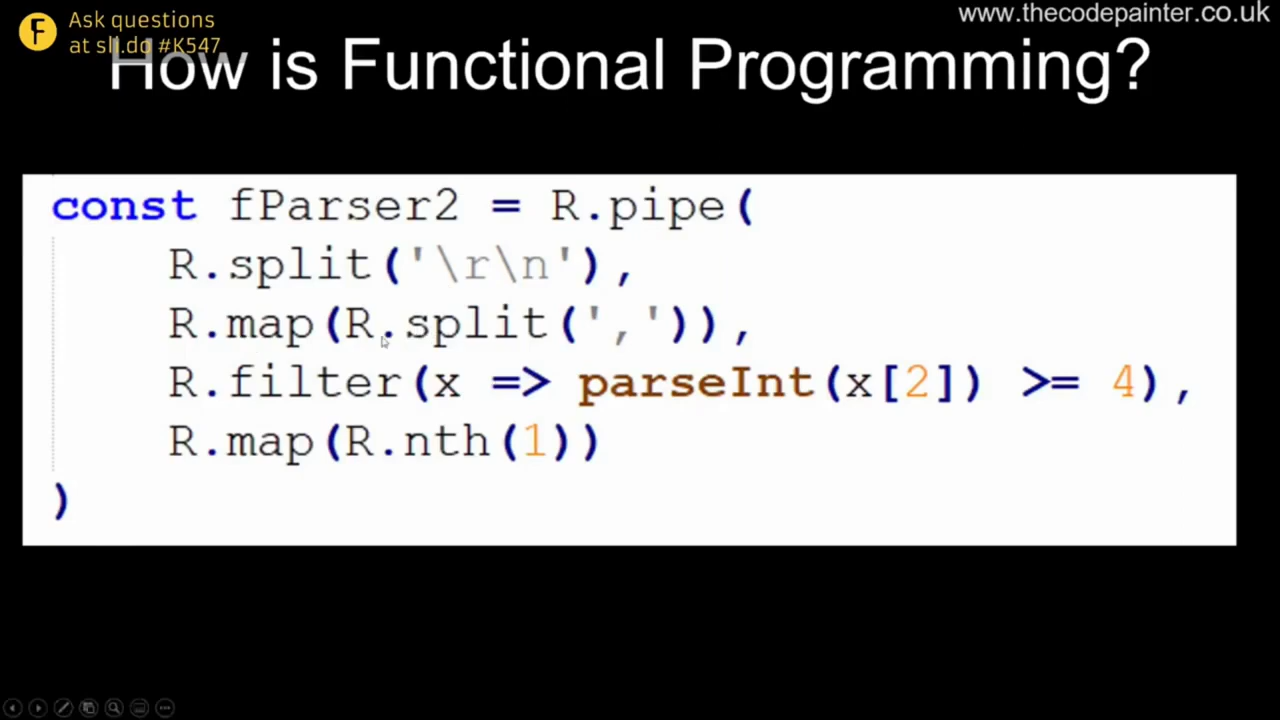 Ask questions
at sli.do #K547
www.thecodepainter.co.uk
How is Functional Programming?
const fParser2 = R.pipe(
R.split('\r\n'),
R.map(R.split(',')),
R.filter(x => parseInt(x[2]) >= 4),
R.map(R.nth(1))
)